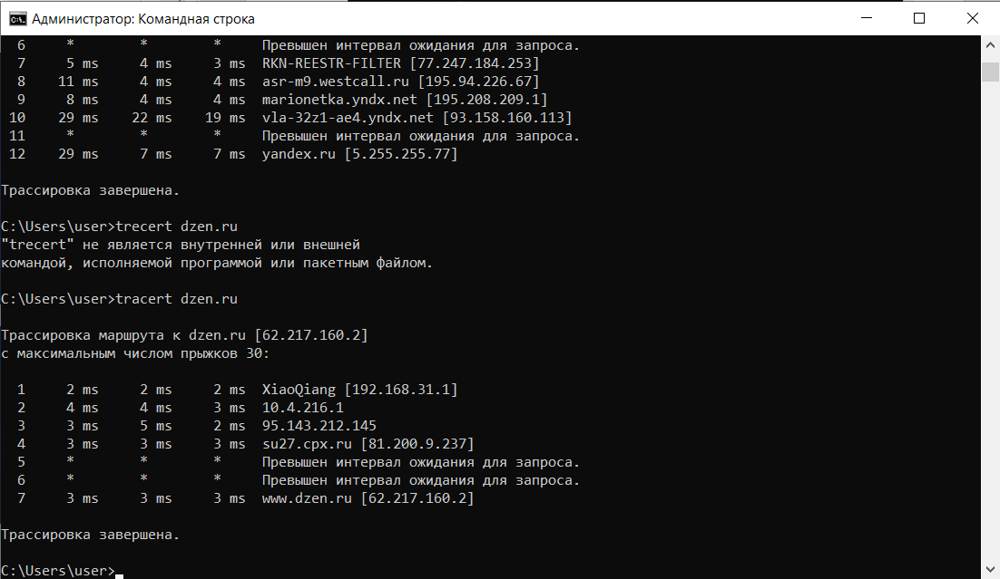 Администратор: Командная строка
6 * * * Превышен интервал ожидания для запроса.
7 5 ms 4 ms 3 ms RKN-REESTR-FILTER [77.247.184.253]
8 11 ms 4 ms 4 ms asr-m9.westcall.ru [195.94.226.67]
9 8 ms 4 ms 4 ms marionetka.yndx.net [195.208.209.1]
10 29 ms 22 ms 19 ms vla-32z1-ae4.yndx.net [93.158.160.113]
11 * * * Превышен интервал ожидания для запроса.
12 29 ms 7 ms 7 ms yandex.ru [5.255.255.77]
Трассировка завершена.
C:\Users\user>trecert dzen.ru
"trecert" не является внутренней или внешней
командой, исполняемой программой или пакетным файлом.
C:\Users\user>tracert dzen.ru
Трассировка маршрута к dzen.ru [62.217.160.2]
с максимальным числом прыжков 30:
1 2 ms 2 ms 2 ms XiaoQiang [192.168.31.1]
2 4 ms 4 ms 3 ms 10.4.216.1
3 3 ms 5 ms 2 ms 95.143.212.145
4 3 ms 3 ms 3 ms su27.cpx.ru [81.200.9.237]
5 * * * Превышен интервал ожидания для запроса.
6 * * * Превышен интервал ожидания для запроса.
7 3 ms 3 ms 3 ms www.dzen.ru [62.217.160.2]
Трассировка завершена.
C:\Users\user>